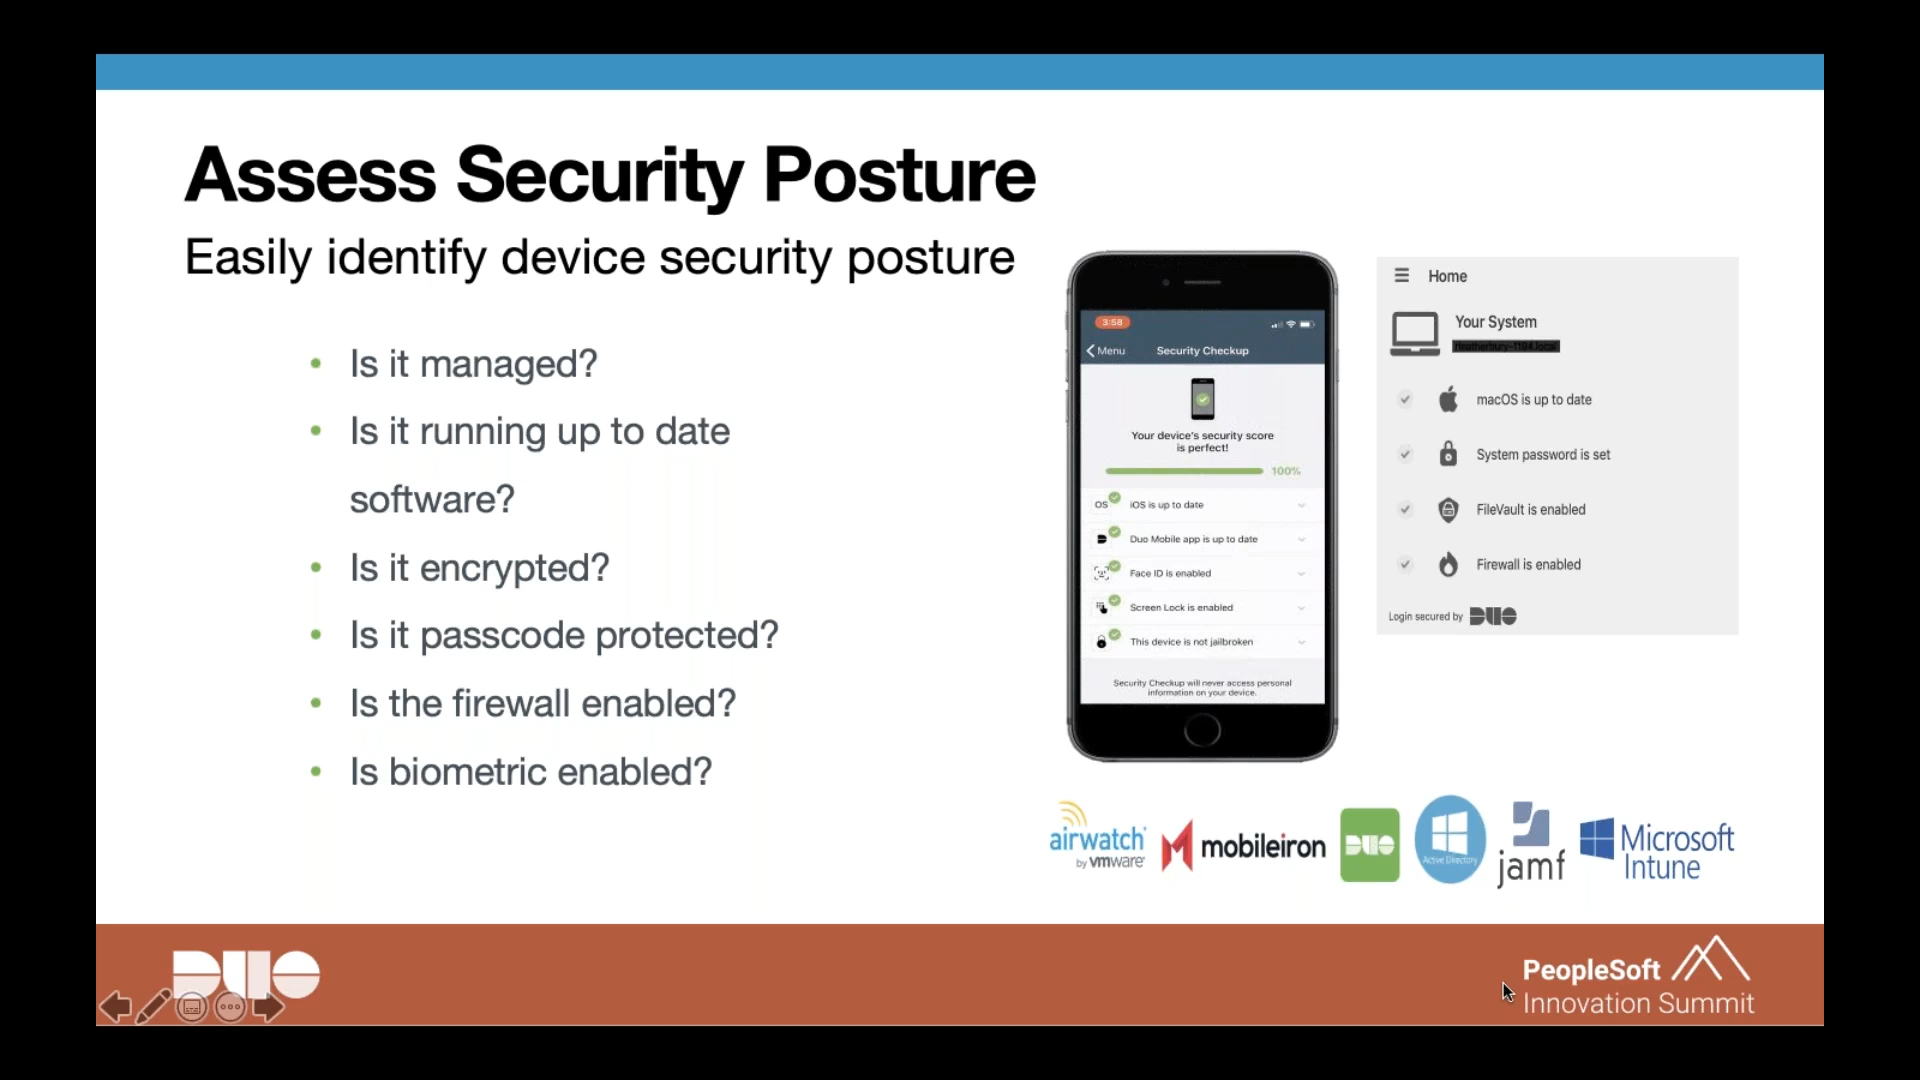 Assess Security Posture
Easily identify device security posture
• Is it managed?
• Is it running up to date
software?
• Is it encrypted?
• Is it passcode protected?
• Is the firewall enabled?
• Is biometric enabled?
3:58
Menu
Security Checkup
Your device's security score
is perfect!
100%
OS
iOS is up to date
Duo Mobile app is up to date
Face ID is enabled
Screen Lock is enabled
This device is not jailbroken
Security Checkup will never access personal
information on your device.
Home
Your System
macOS is up to date
System password is set
FileVault is enabled
Firewall is enabled
Login secured by DUO
airwatch
by vmware
mobileiron
DUO
Active Directory
jamf
Microsoft
Intune
DUO
PeopleSoft
Innovation Summit